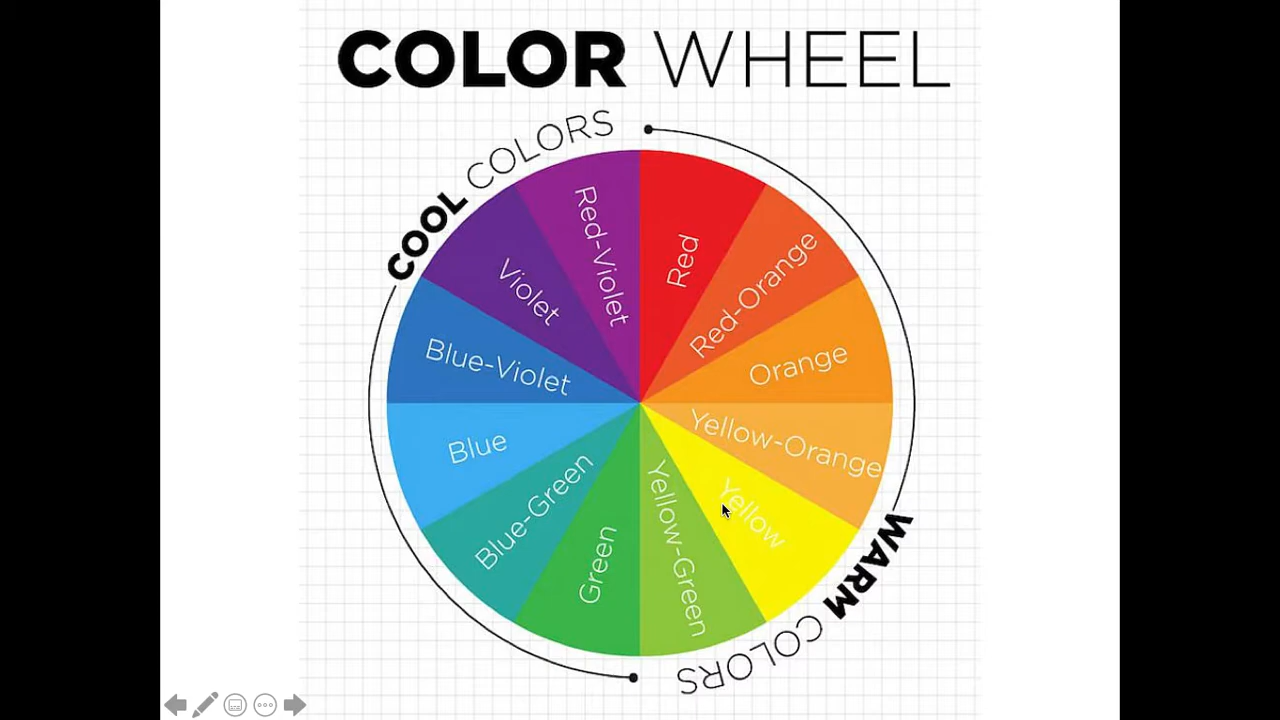 COLOR WHEEL
COOL COLORS
Red-Violet
Red
Violet
Red-Orange
Blue-Violet
Orange
Blue
Yellow-Orange
Blue-Green
Yellow
Green
Yellow-Green
WARM COLORS